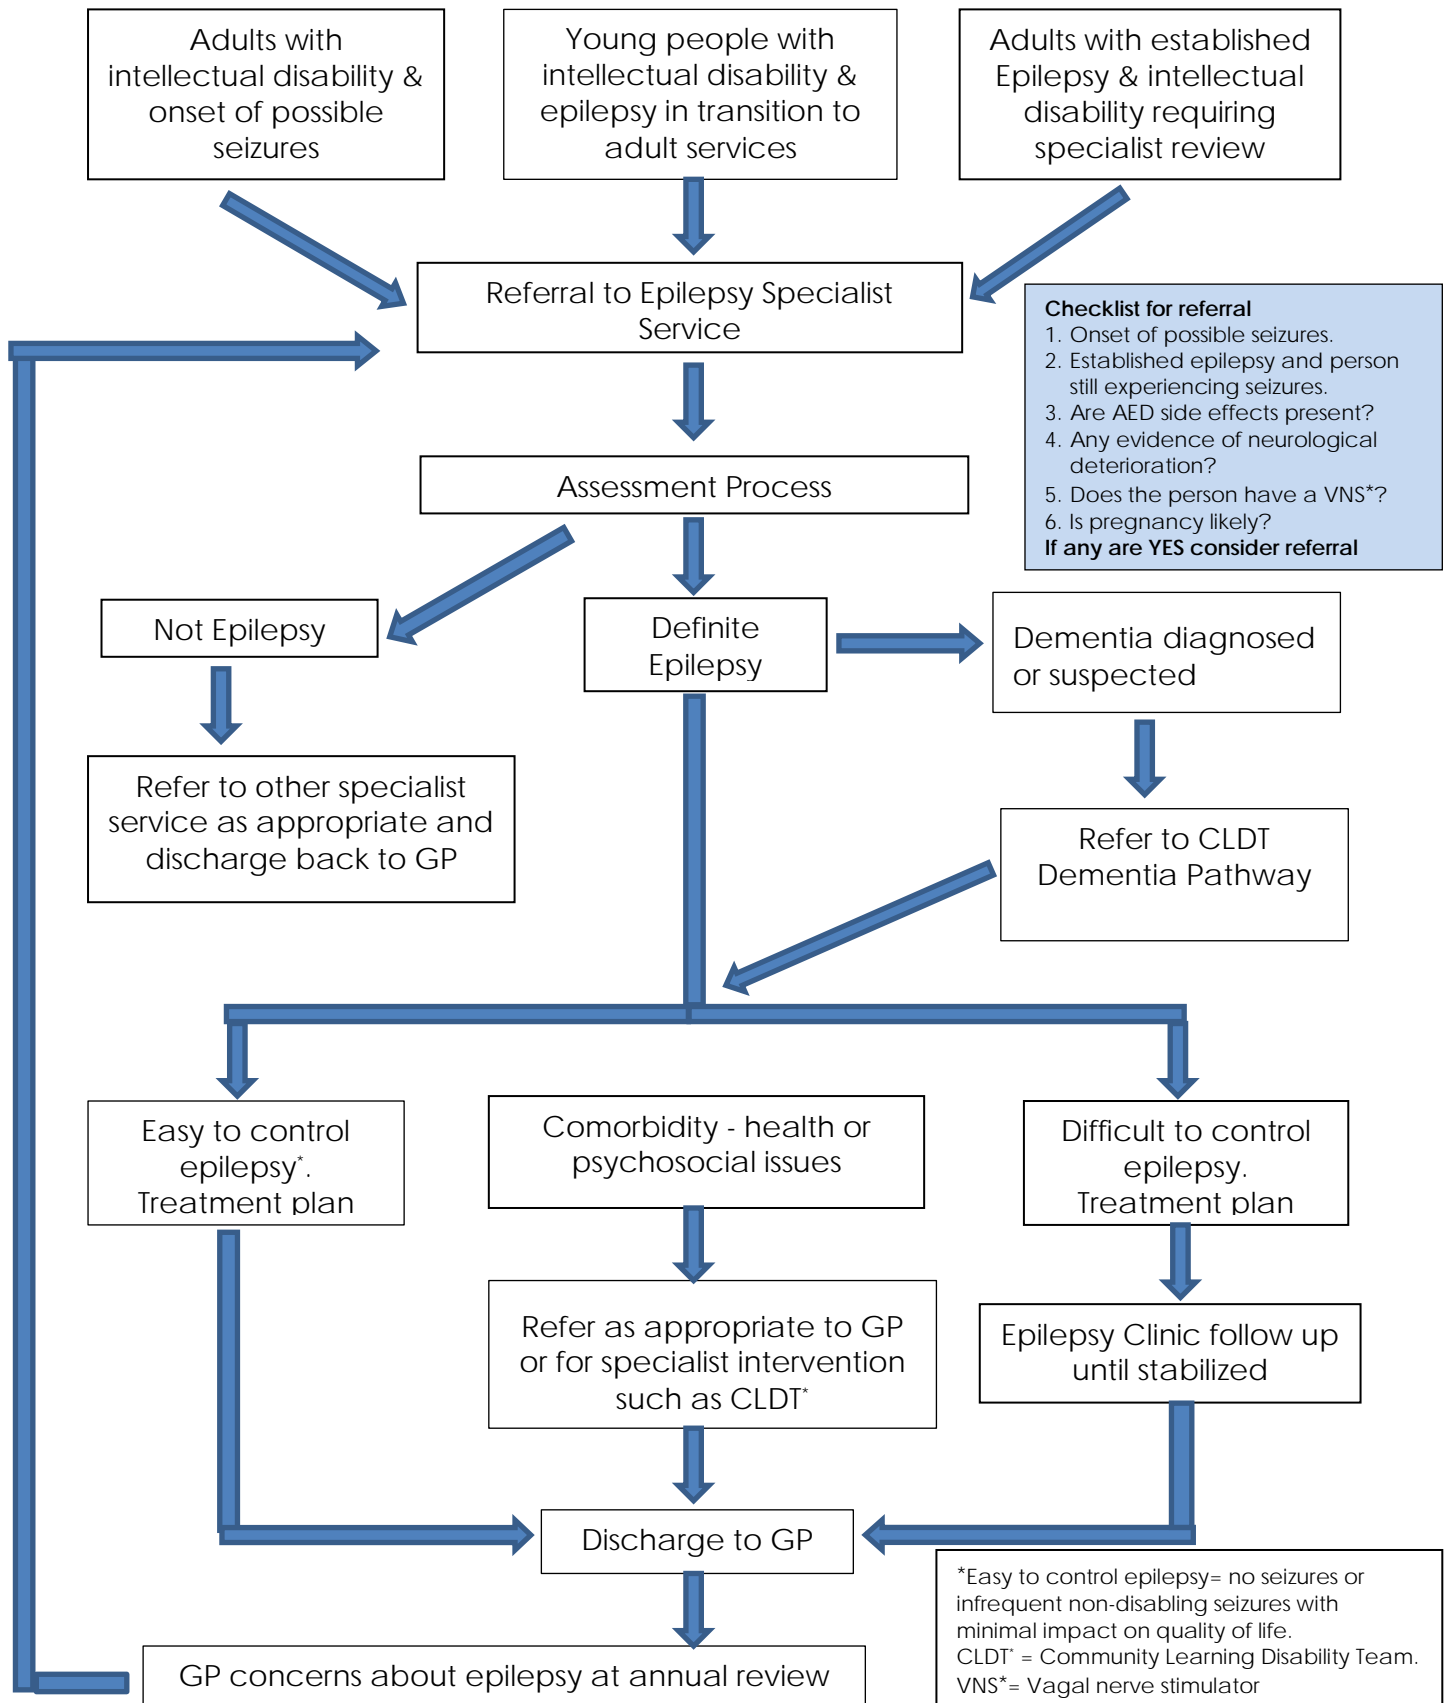 Adults with
intellectual disability &
onset of possible
seizures
Young people with
intellectual disability &
epilepsy in transition to
adult services
Adults with established
Epilepsy & intellectual
disability requiring
specialist review
Referral to Epilepsy Specialist
Service
Checklist for referral
1. Onset of possible seizures.
2. Established epilepsy and person
still experiencing seizures.
3. Are AED side effects present?
4. Any evidence of neurological
deterioration?
5. Does the person have a VNS*?
6. Is pregnancy likely?
If any are YES consider referral
Assessment Process
Not Epilepsy
Definite
Epilepsy
Dementia diagnosed
or suspected
Refer to other specialist
service as appropriate and
discharge back to GP
Refer to CLDT
Dementia Pathway
Easy to control
epilepsy*.
Treatment plan
Comorbidity - health or
psychosocial issues
Difficult to control
epilepsy.
Treatment plan
Refer as appropriate to GP
or for specialist intervention
such as CLDT*
Epilepsy Clinic follow up
until stabilized
Discharge to GP
GP concerns about epilepsy at annual review
*Easy to control epilepsy= no seizures or
infrequent non-disabling seizures with
minimal impact on quality of life.
CLDT* = Community Learning Disability Team.
VNS*= Vagal nerve stimulator